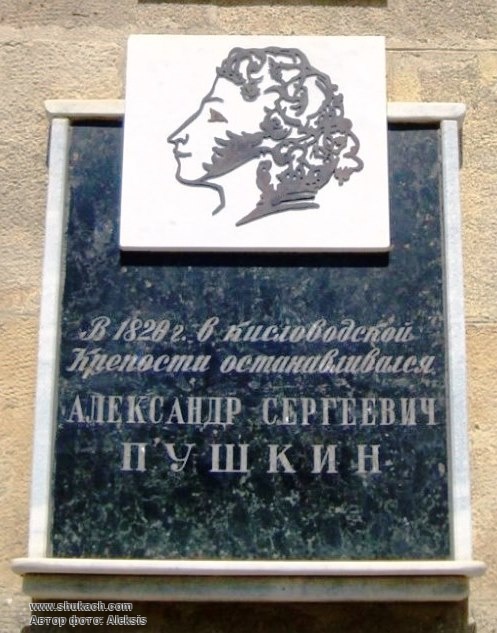 В 1820 г. в кисловодской
Крепости останавливался
АЛЕКСАНДР СЕРГЕЕВИЧ
ПУШКИН
www.shukach.com
Автор фото: Aleksis